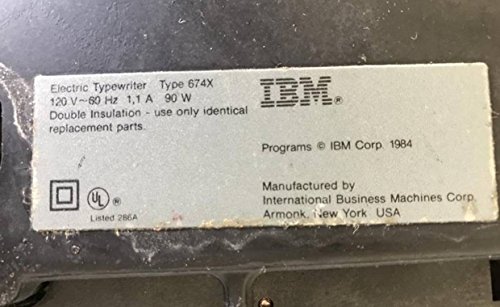 Electric Typewriter Type 674X
120 V~60 Hz 1,1 A 90 W
Double Insulation - use only identical
replacement parts.
IBM®
Programs © IBM Corp. 1984
UL ®
Listed 286A
Manufactured by
International Business Machines Corp.
Armonk, New York USA